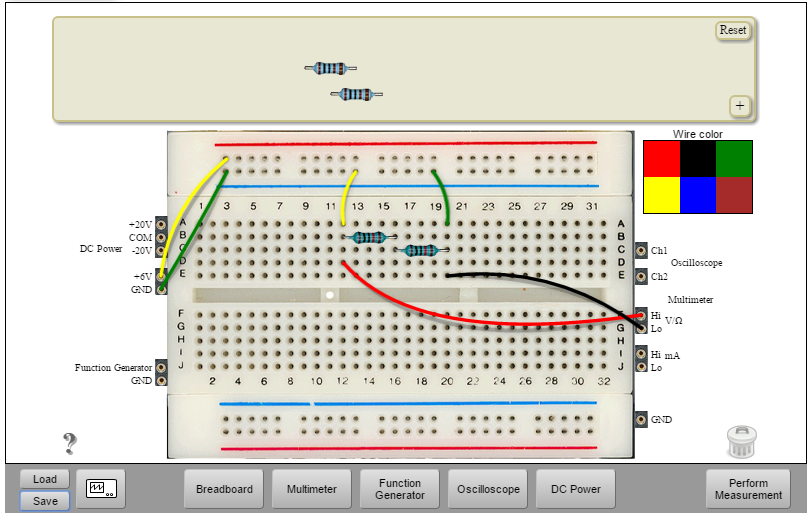 Reset
+
Wire color
1 3 5 7 9 11 13 15 17 19 21 23 25 27 29 31
+20V A A
COM B B
DC Power -20V C C Ch1
D D Oscilloscope
+6V E E Ch2
GND
Multimeter
F F Hi V/Ω
G G Lo
H H
I I Hi mA
Function Generator J J Lo
GND 2 4 6 8 10 12 14 16 18 20 22 24 26 28 30 32
GND
?
Load
Save
Breadboard
Multimeter
Function
Generator
Oscilloscope
DC Power
Perform
Measurement